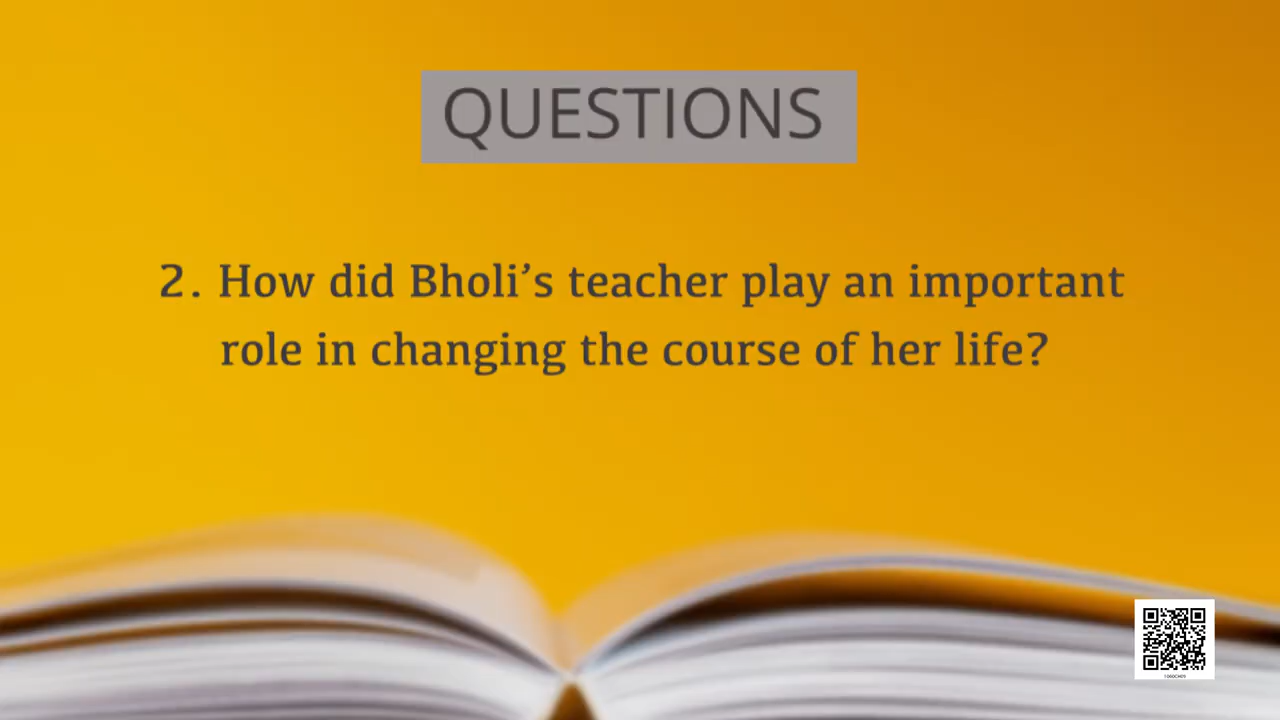 QUESTIONS
2. How did Bholi’s teacher play an important
role in changing the course of her life?